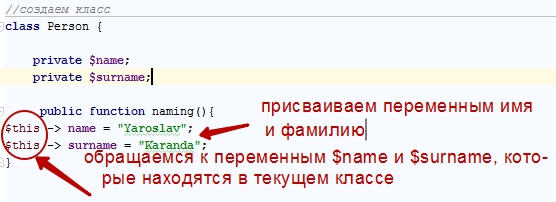 //создаем класс
class Person {
private $name;
private $surname;
public function naming(){
$this -> name = "Yaroslav";
$this -> surname = "Karanda";
}
присваиваем переменным имя
и фамилию
обращаемся к переменным $name и $surname, кото-
рые находятся в текущем классе